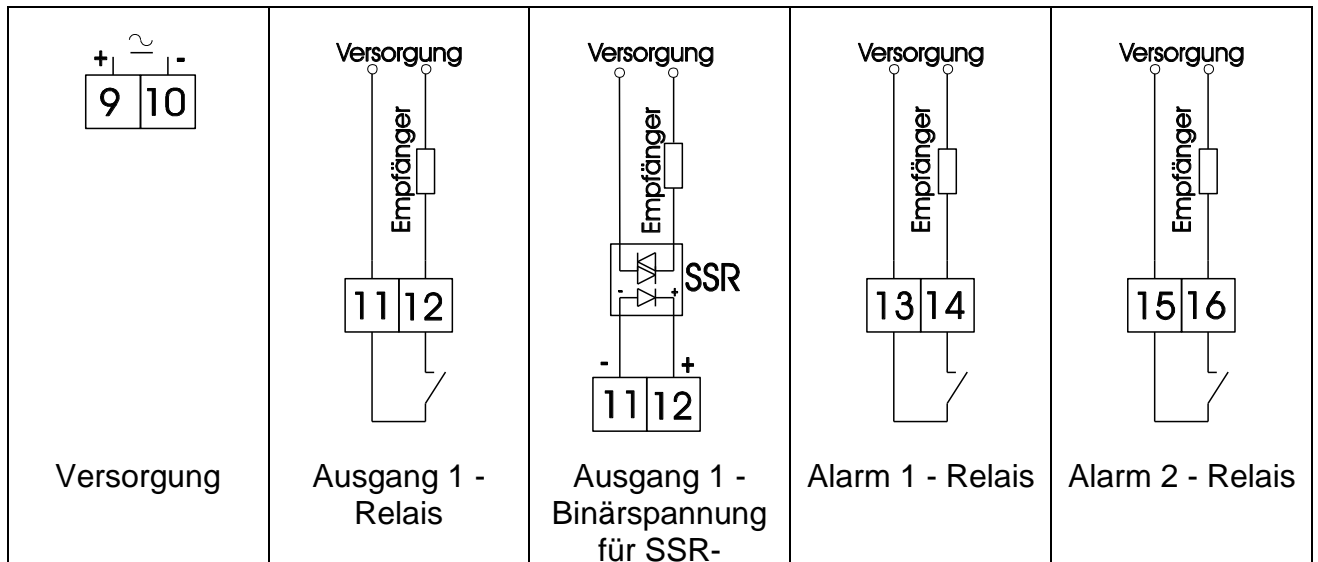 + ~ -
9 10
Versorgung
Versorgung
Empfänger
11 12
Ausgang 1 -
Relais
Versorgung
Empfänger
SSR
- +
- +
11 12
Ausgang 1 -
Binärspannung
für SSR-
Versorgung
Empfänger
13 14
Alarm 1 - Relais
Versorgung
Empfänger
15 16
Alarm 2 - Relais